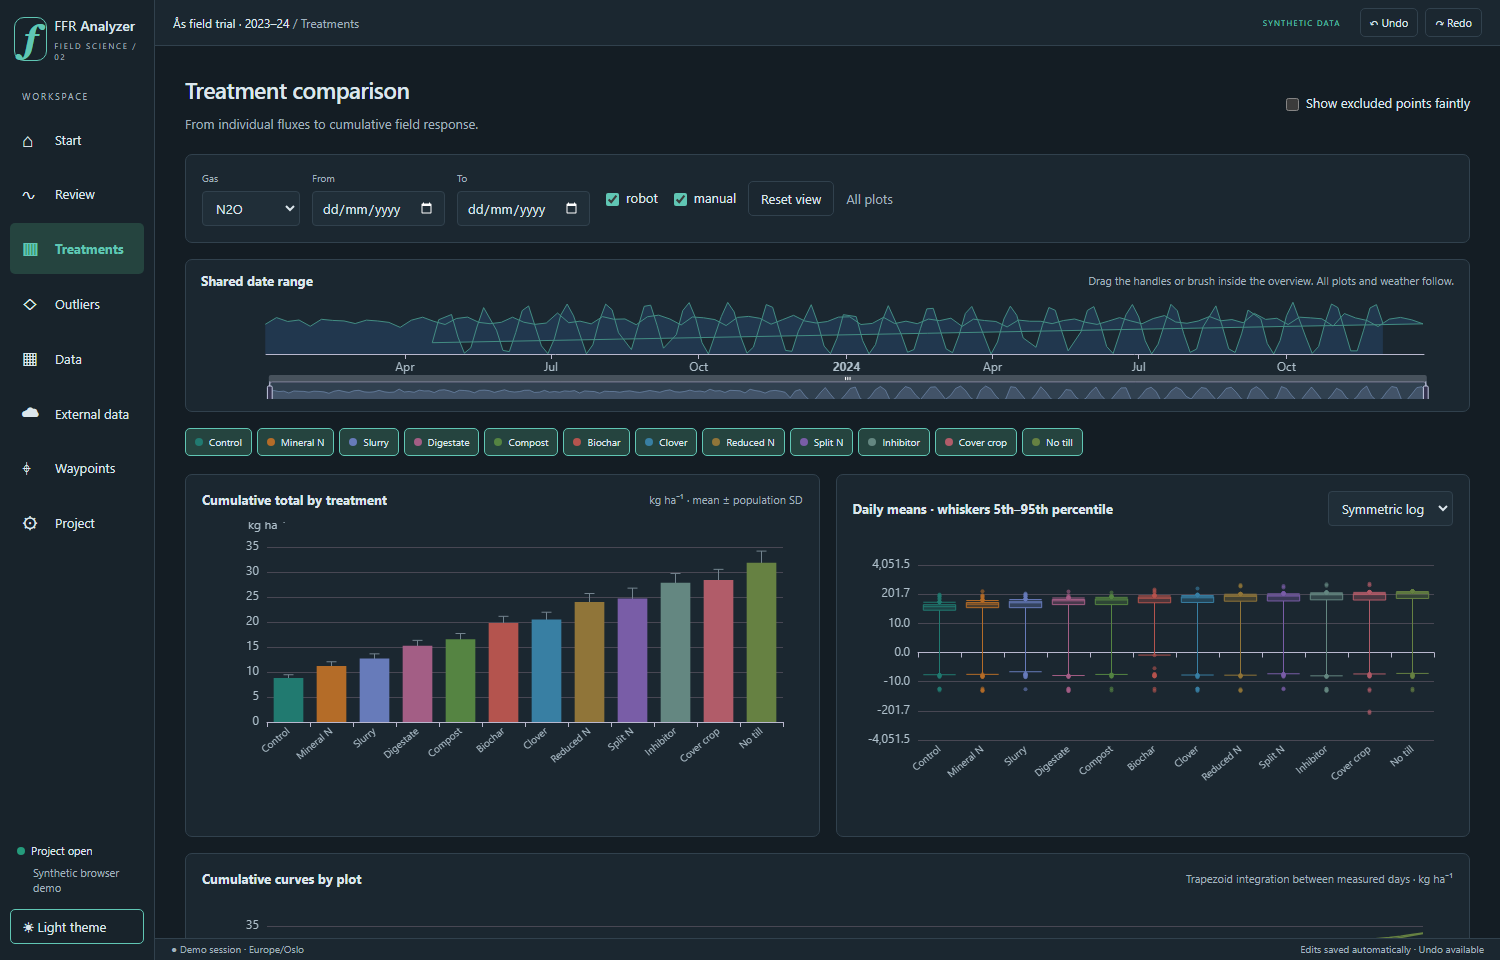 FFR Analyzer
FIELD SCIENCE /
02
WORKSPACE
Start
Review
Treatments
Outliers
Data
External data
Waypoints
Project
Project open
Synthetic browser
demo
☀ Light theme
Ås field trial · 2023–24 / Treatments
SYNTHETIC DATA
↶ Undo
↷ Redo
Treatment comparison
From individual fluxes to cumulative field response.
Show excluded points faintly
Gas
From
To
N2O
dd/mm/yyyy
dd/mm/yyyy
robot
manual
Reset view
All plots
Shared date range
Drag the handles or brush inside the overview. All plots and weather follow.
Apr
Jul
Oct
2024
Apr
Jul
Oct
Control
Mineral N
Slurry
Digestate
Compost
Biochar
Clover
Reduced N
Split N
Inhibitor
Cover crop
No till
Cumulative total by treatment
kg ha⁻¹ · mean ± population SD
kg ha⁻
35
30
25
20
15
10
5
0
Control
Mineral N
Slurry
Digestate
Compost
Biochar
Clover
Reduced N
Split N
Inhibitor
Cover crop
No till
Daily means · whiskers 5th–95th percentile
Symmetric log
4,051.5
201.7
10.0
0.0
-10.0
-201.7
-4,051.5
Control
Mineral N
Slurry
Digestate
Compost
Biochar
Clover
Reduced N
Split N
Inhibitor
Cover crop
No till
Cumulative curves by plot
Trapezoid integration between measured days · kg ha⁻¹
35
Demo session · Europe/Oslo
Edits saved automatically · Undo available